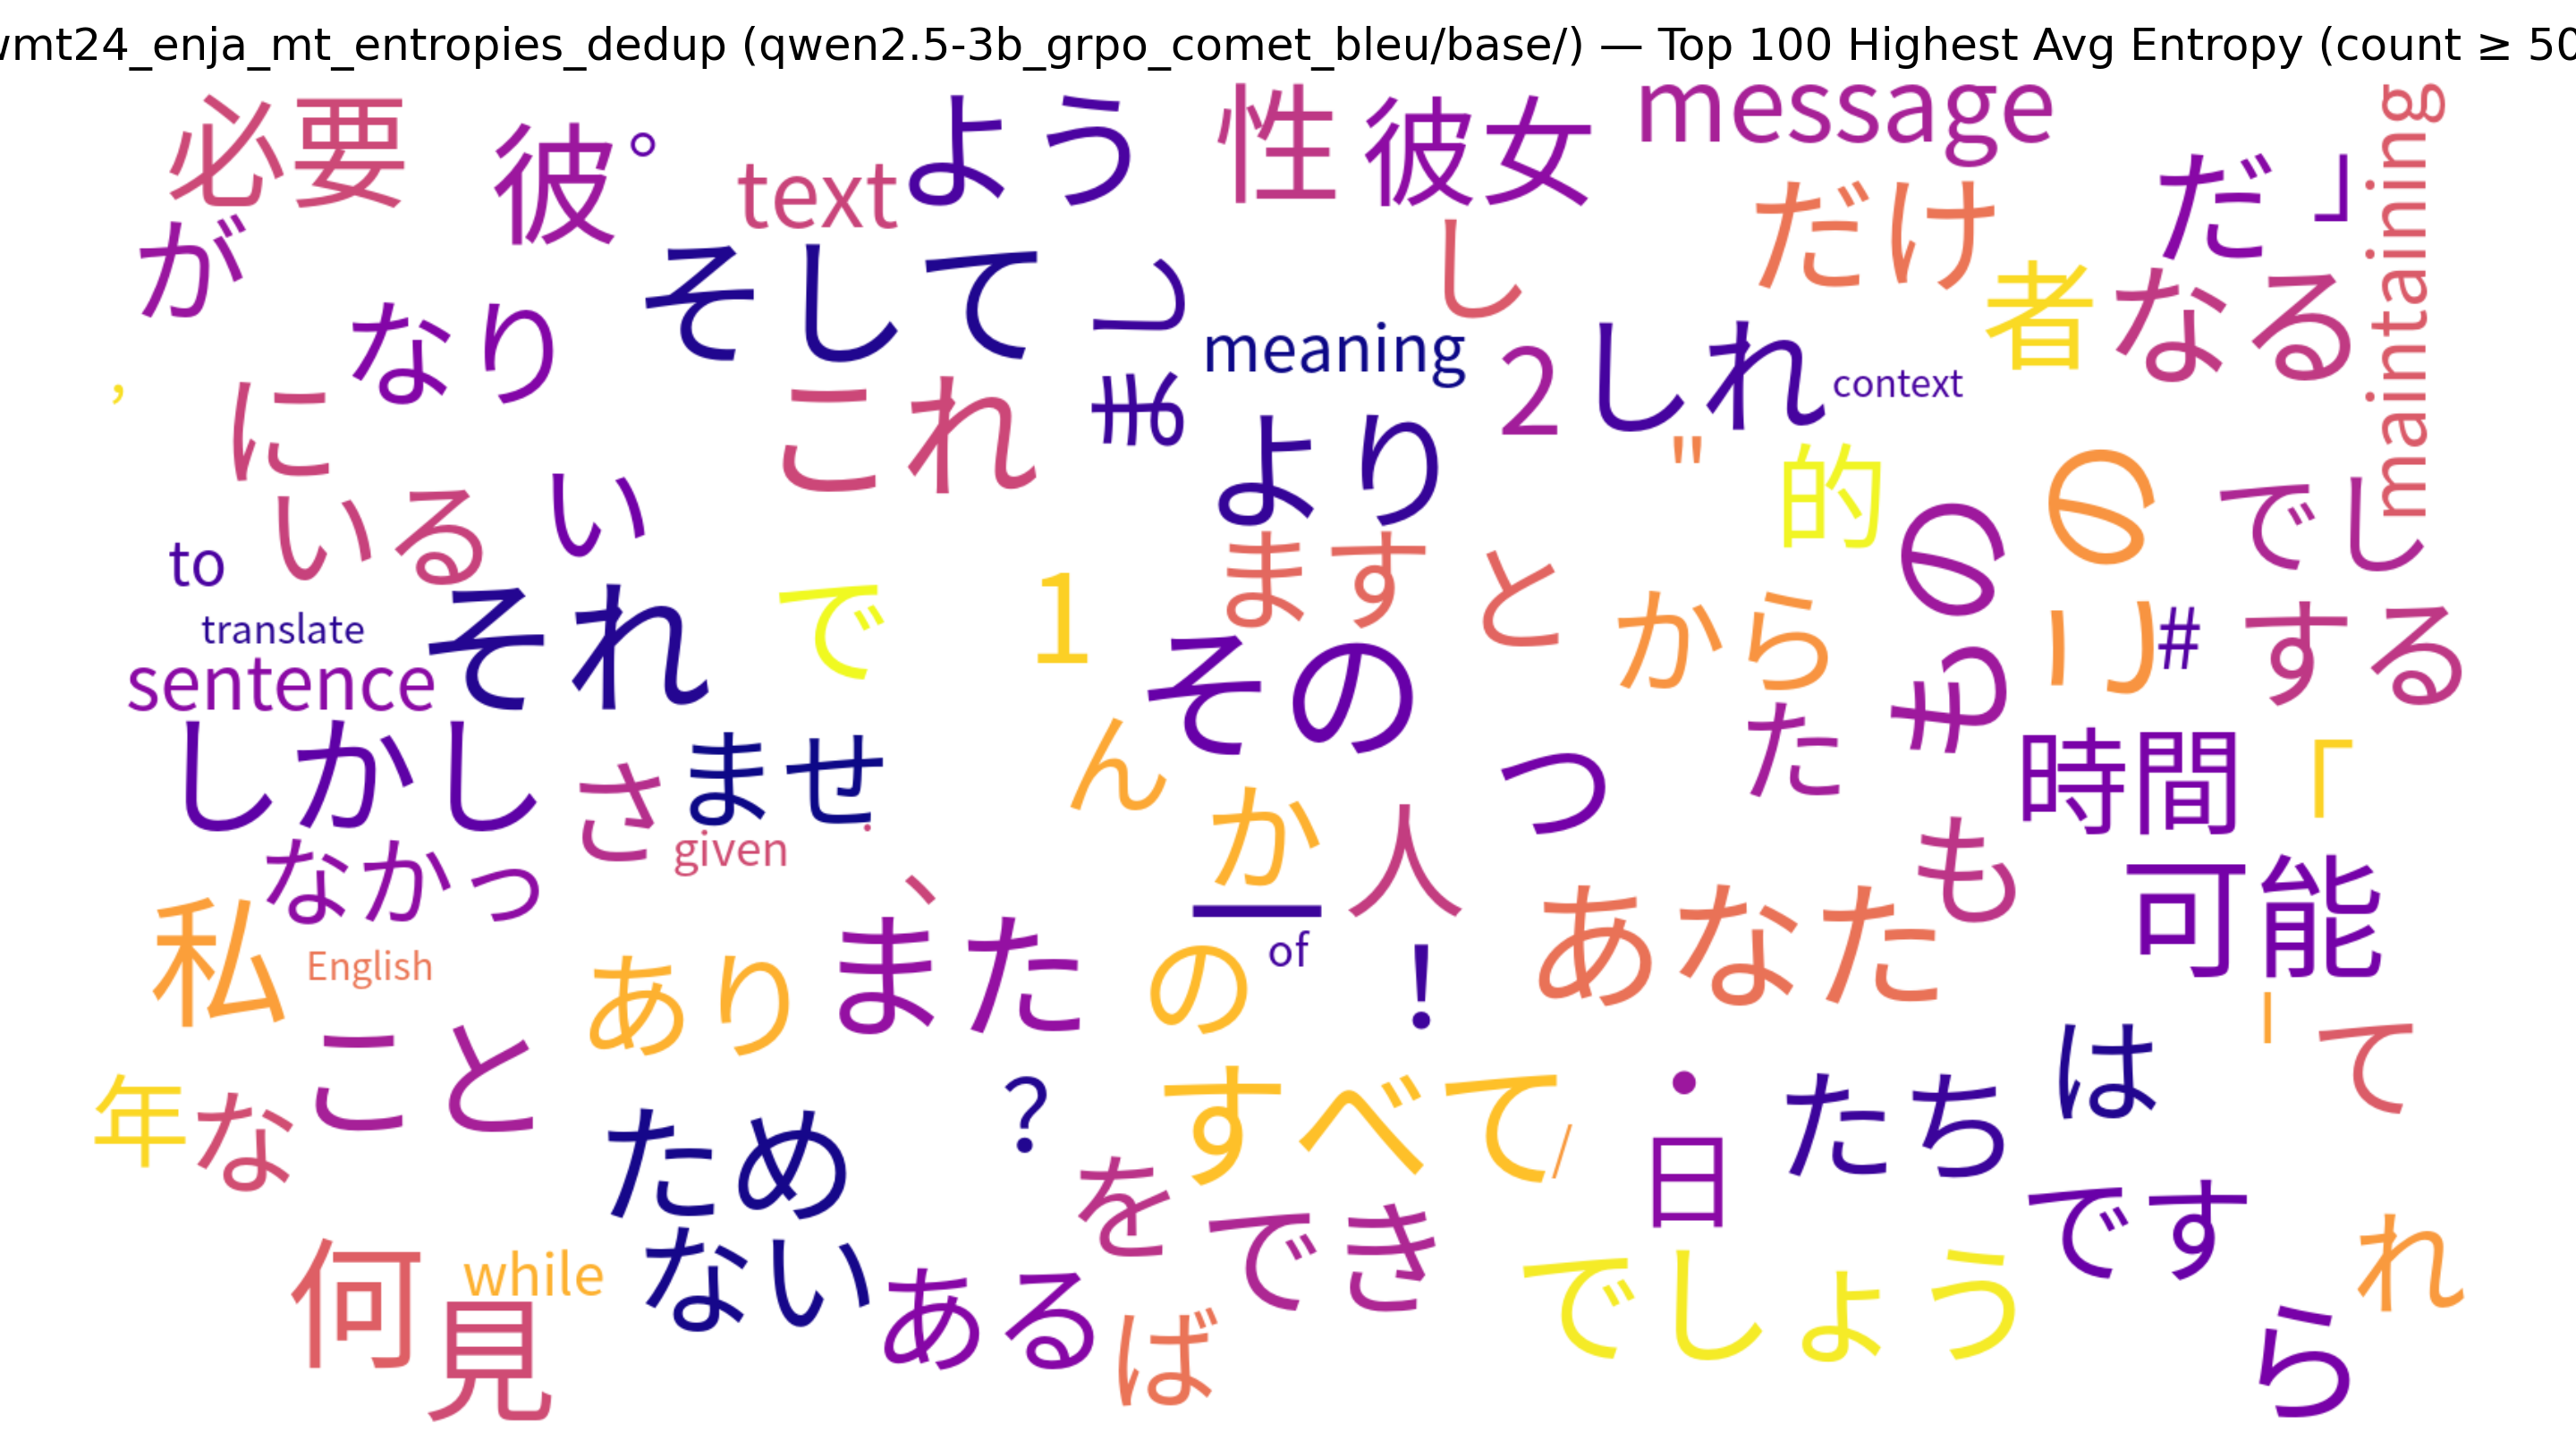 wmt24_enja_mt_entropies_dedup (qwen2.5-3b_grpo_comet_bleu/base/) — Top 100 Highest Avg Entropy (count ≥ 50
必要
彼
。
text
よう
性
彼女
message
だけ
だ
」
maintaining
が
なり
そして
し
者
なる
meaning
2
しれ
context
,
に
これ
まる
より
"
的
の
でし
いる
い
to
ます
と
の
translate
それ
で
1
から
り
#
する
sentence
その
た
しかし
さ
ませ
ん
っ
時間
「
given
か
人
も
可能
なかっ
、
私
English
あり
また
の
of
!
あなた
こと
年
な
?
すべて
/
・
日
たち
は
て
ため
を
でき
です
れ
何
while
ない
ある
でしょう
見
ば
ら